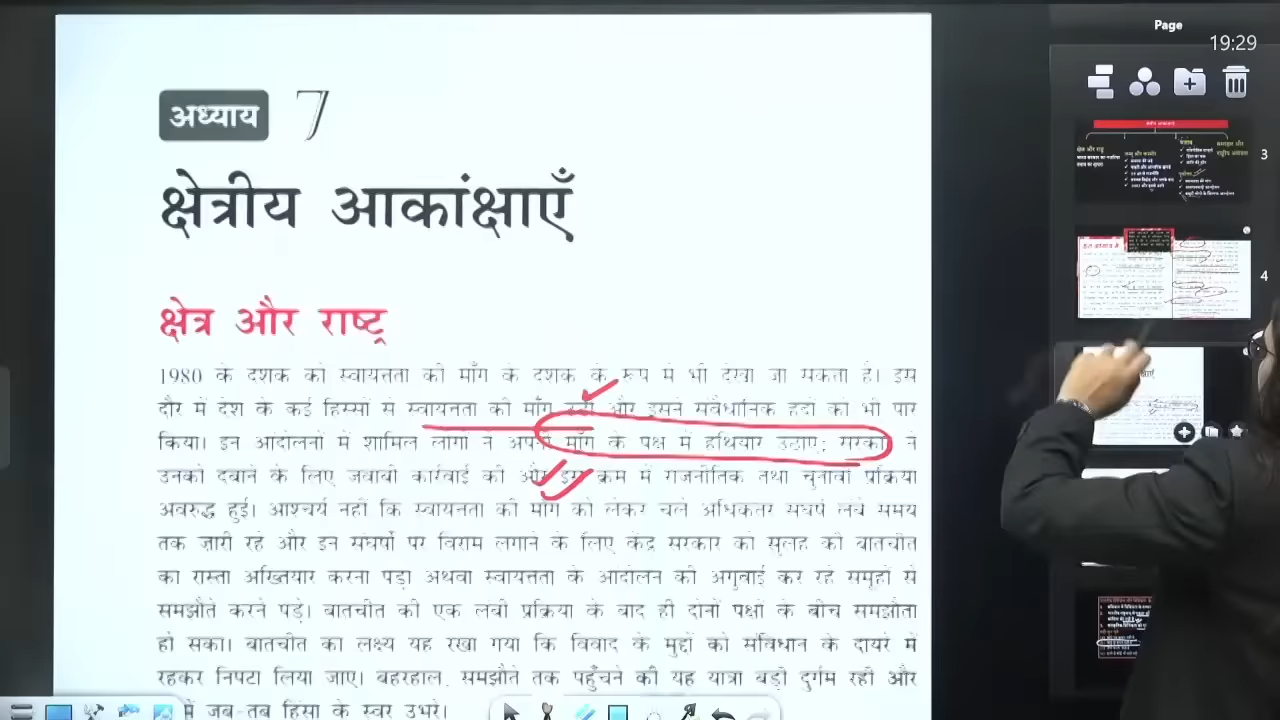 Page
19:29
अध्याय 7
क्षेत्रीय आकांक्षाएँ
क्षेत्र और राष्ट्र
1980 के दशक को स्वायत्तता की माँग के दशक के रूप में भी देखा जा सकता है। इस
दौर में देश के कई हिस्सों से स्वायत्तता की माँग उठी और इसने संवैधानिक हदों को भी पार
किया। इन आंदोलनों में शामिल लोगों ने अपनी माँग के पक्ष में हथियार उठाए; सरकार ने
उनको दबाने के लिए जवाबी कार्रवाई की और इस क्रम में राजनीतिक तथा चुनावी प्रक्रिया
अवरुद्ध हुई। आश्चर्य नहीं कि स्वायत्तता की माँग को लेकर चले अधिकतर संघर्ष लंबे समय
तक जारी रहे और इन संघर्षों पर विराम लगाने के लिए केंद्र सरकार को सुलह की बातचीत
का रास्ता अख्तियार करना पड़ा अथवा स्वायत्तता के आंदोलन की अगुवाई कर रहे समूहों से
समझौते करने पड़े। बातचीत की एक लंबी प्रक्रिया के बाद ही दोनों पक्षों के बीच समझौता
हो सका। बातचीत का लक्ष्य यह रखा गया कि विवाद के मुद्दों को संविधान के दायरे में
रहकर निपटा लिया जाए। बहरहाल, समझौते तक पहुँचने की यह यात्रा बड़ी दुर्गम रही और
में जब-तब हिंसा के स्वर उभरे।
3
4